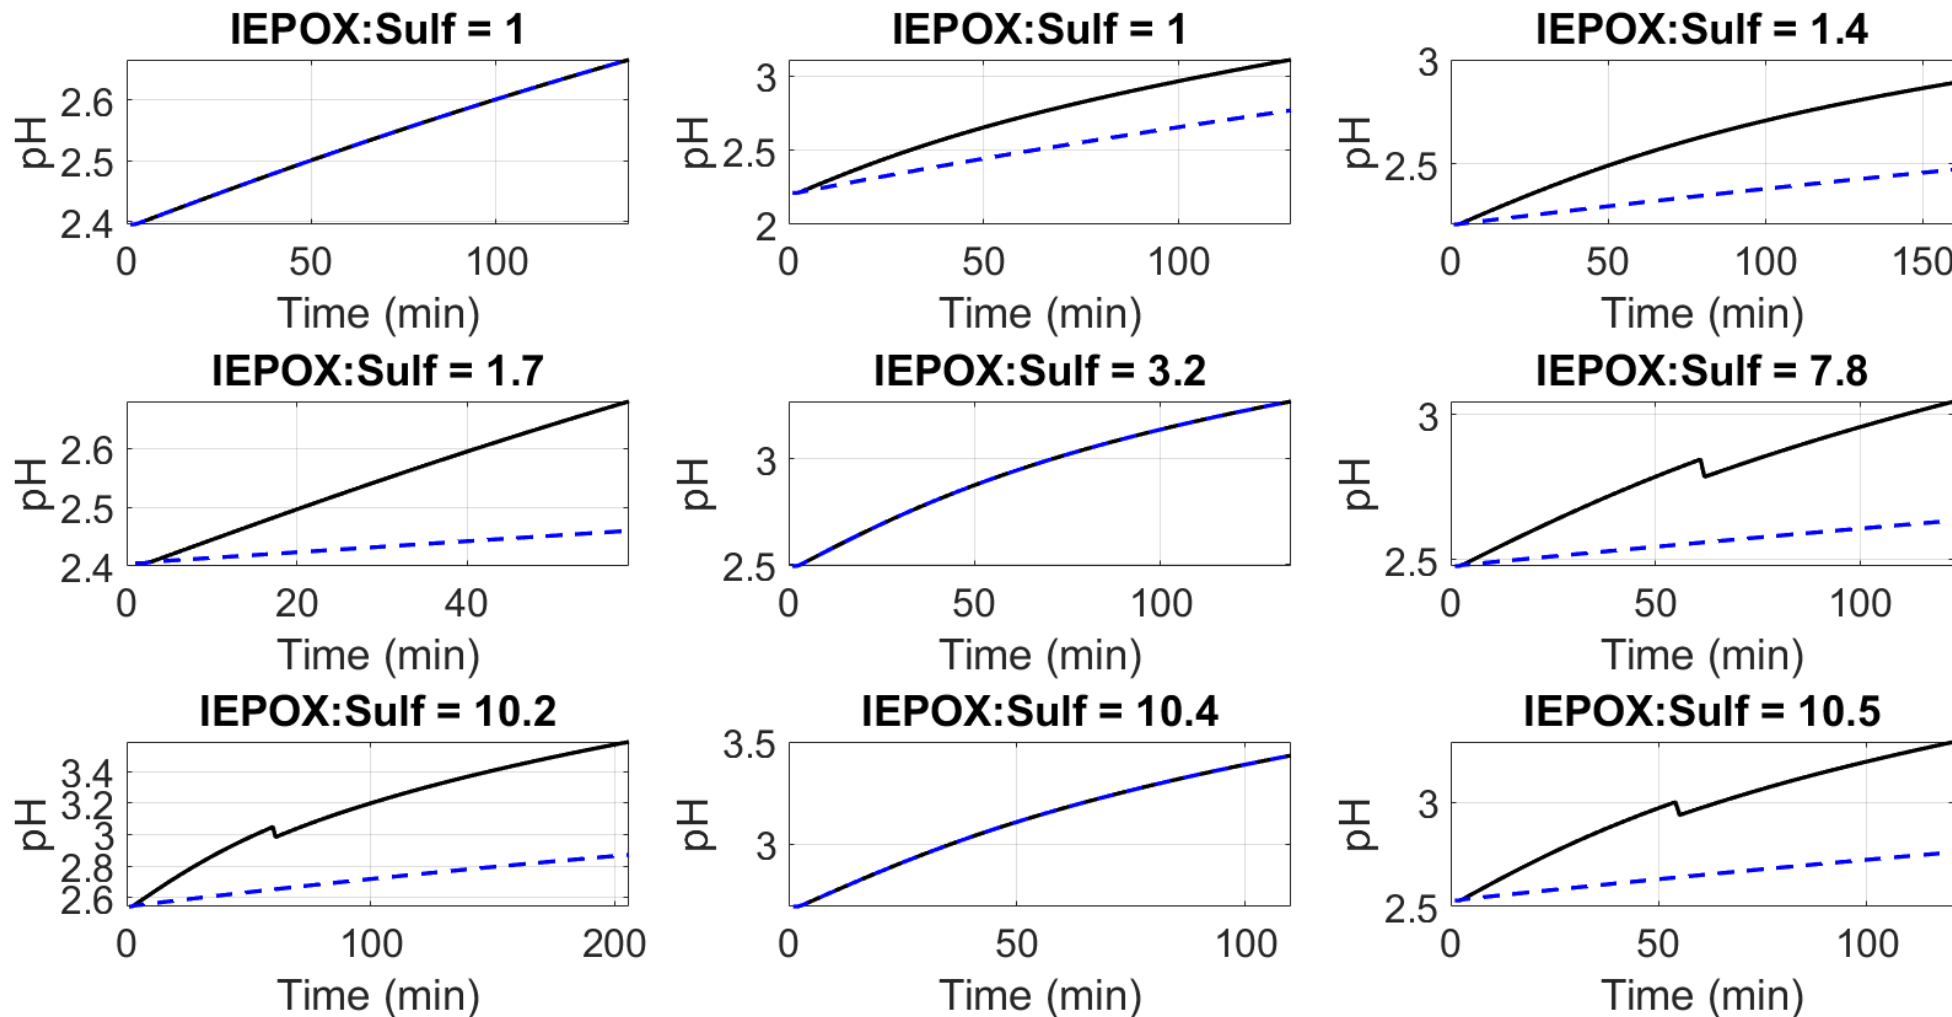 IEPOX:Sulf = 1
pH
2.6
2.5
2.4
0 50 100
Time (min)
IEPOX:Sulf = 1
pH
3
2.5
2
0 50 100
Time (min)
IEPOX:Sulf = 1.4
pH
3
2.5
0 50 100 150
Time (min)
IEPOX:Sulf = 1.7
pH
2.6
2.5
2.4
0 20 40
Time (min)
IEPOX:Sulf = 3.2
pH
3
2.5
0 50 100
Time (min)
IEPOX:Sulf = 7.8
pH
3
2.5
0 50 100
Time (min)
IEPOX:Sulf = 10.2
pH
3.4
3.2
3
2.8
2.6
0 100 200
Time (min)
IEPOX:Sulf = 10.4
pH
3.5
3
0 50 100
Time (min)
IEPOX:Sulf = 10.5
pH
3
2.5
0 50 100
Time (min)